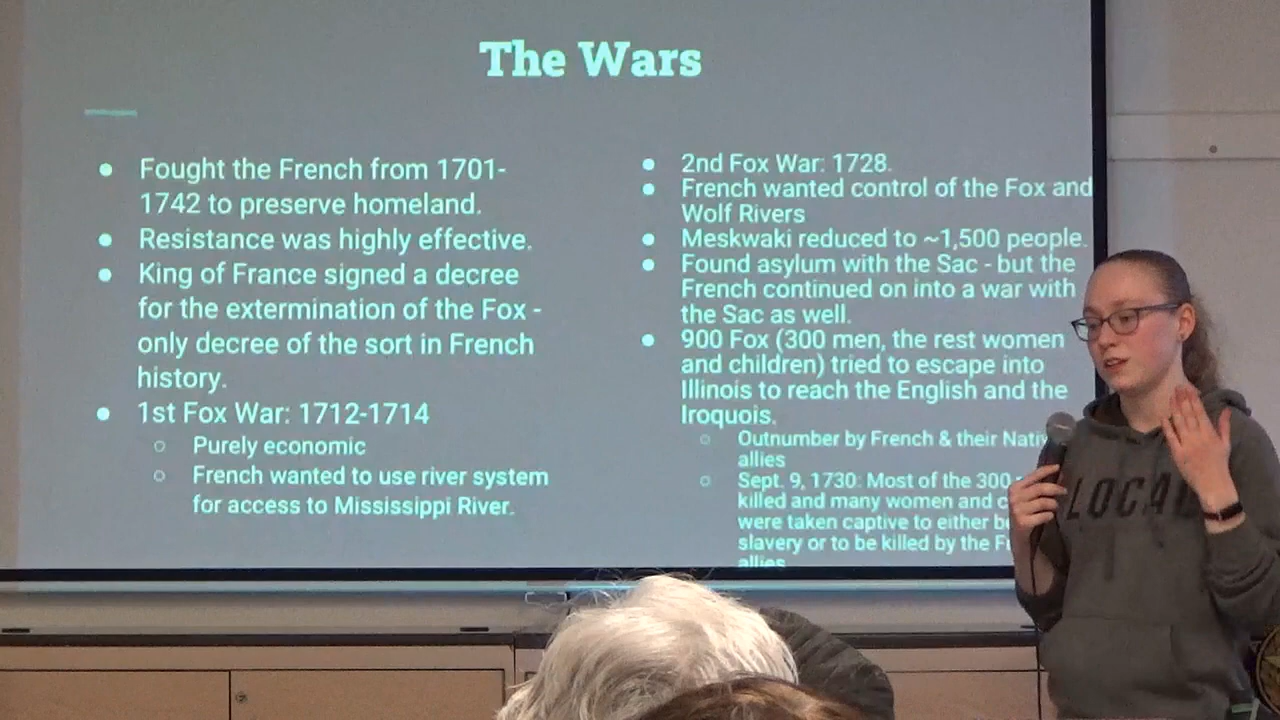 The Wars
● Fought the French from 1701-
1742 to preserve homeland.
● Resistance was highly effective.
● King of France signed a decree
for the extermination of the Fox -
only decree of the sort in French
history.
● 1st Fox War: 1712-1714
○ Purely economic
○ French wanted to use river system
for access to Mississippi River.
● 2nd Fox War: 1728.
● French wanted control of the Fox and
Wolf Rivers
● Meskwaki reduced to ~1,500 people.
● Found asylum with the Sac - but the
French continued on into a war with
the Sac as well.
● 900 Fox (300 men, the rest women
and children) tried to escape into
Illinois to reach the English and the
Iroquois.
○ Outnumber by French & their
allies
○ Sept. 9, 1730: Most of the 300
killed and many women and
were taken captive to either
slavery or to be killed by the
allies